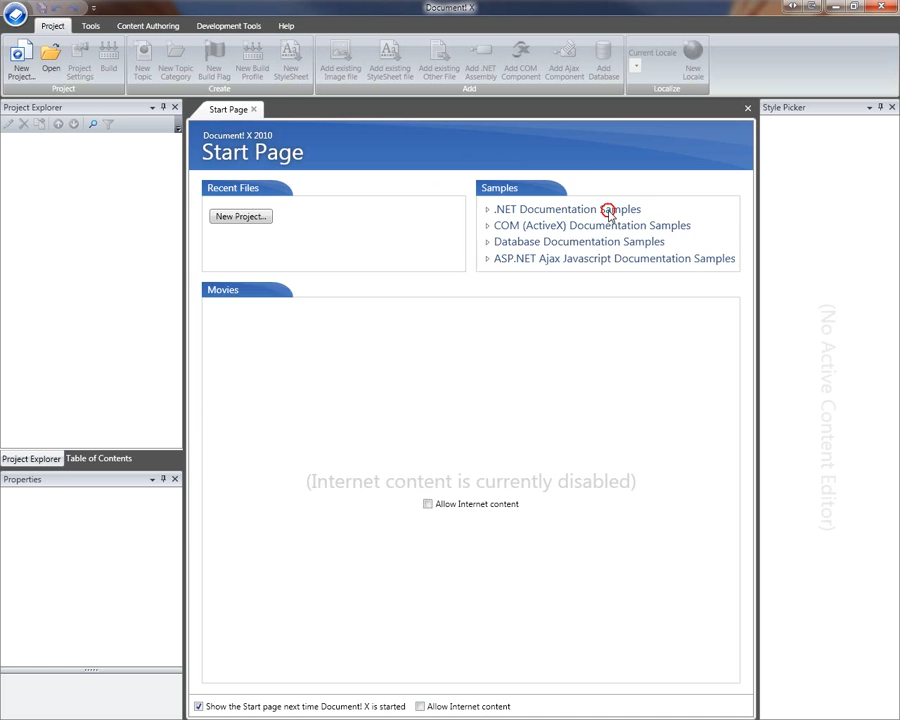 Document! X
Project Tools Content Authoring Development Tools Help
New Project... Open Project Settings Build New Topic New Topic Category New Build Flag New Build Profile New StyleSheet Add existing Image file Add existing StyleSheet file Add existing Other File Add .NET Assembly Add COM Component Add Ajax Component Add Database Current Locale New Locale
Project Create Add Localize
Project Explorer
Start Page
Style Picker
Document! X 2010
Start Page
Recent Files
New Project...
Samples
.NET Documentation Samples
COM (ActiveX) Documentation Samples
Database Documentation Samples
ASP.NET Ajax Javascript Documentation Samples
Movies
(Internet content is currently disabled)
Allow Internet content
(No Active Content Editor)
Project Explorer Table of Contents
Properties
Show the Start page next time Document! X is started Allow Internet content